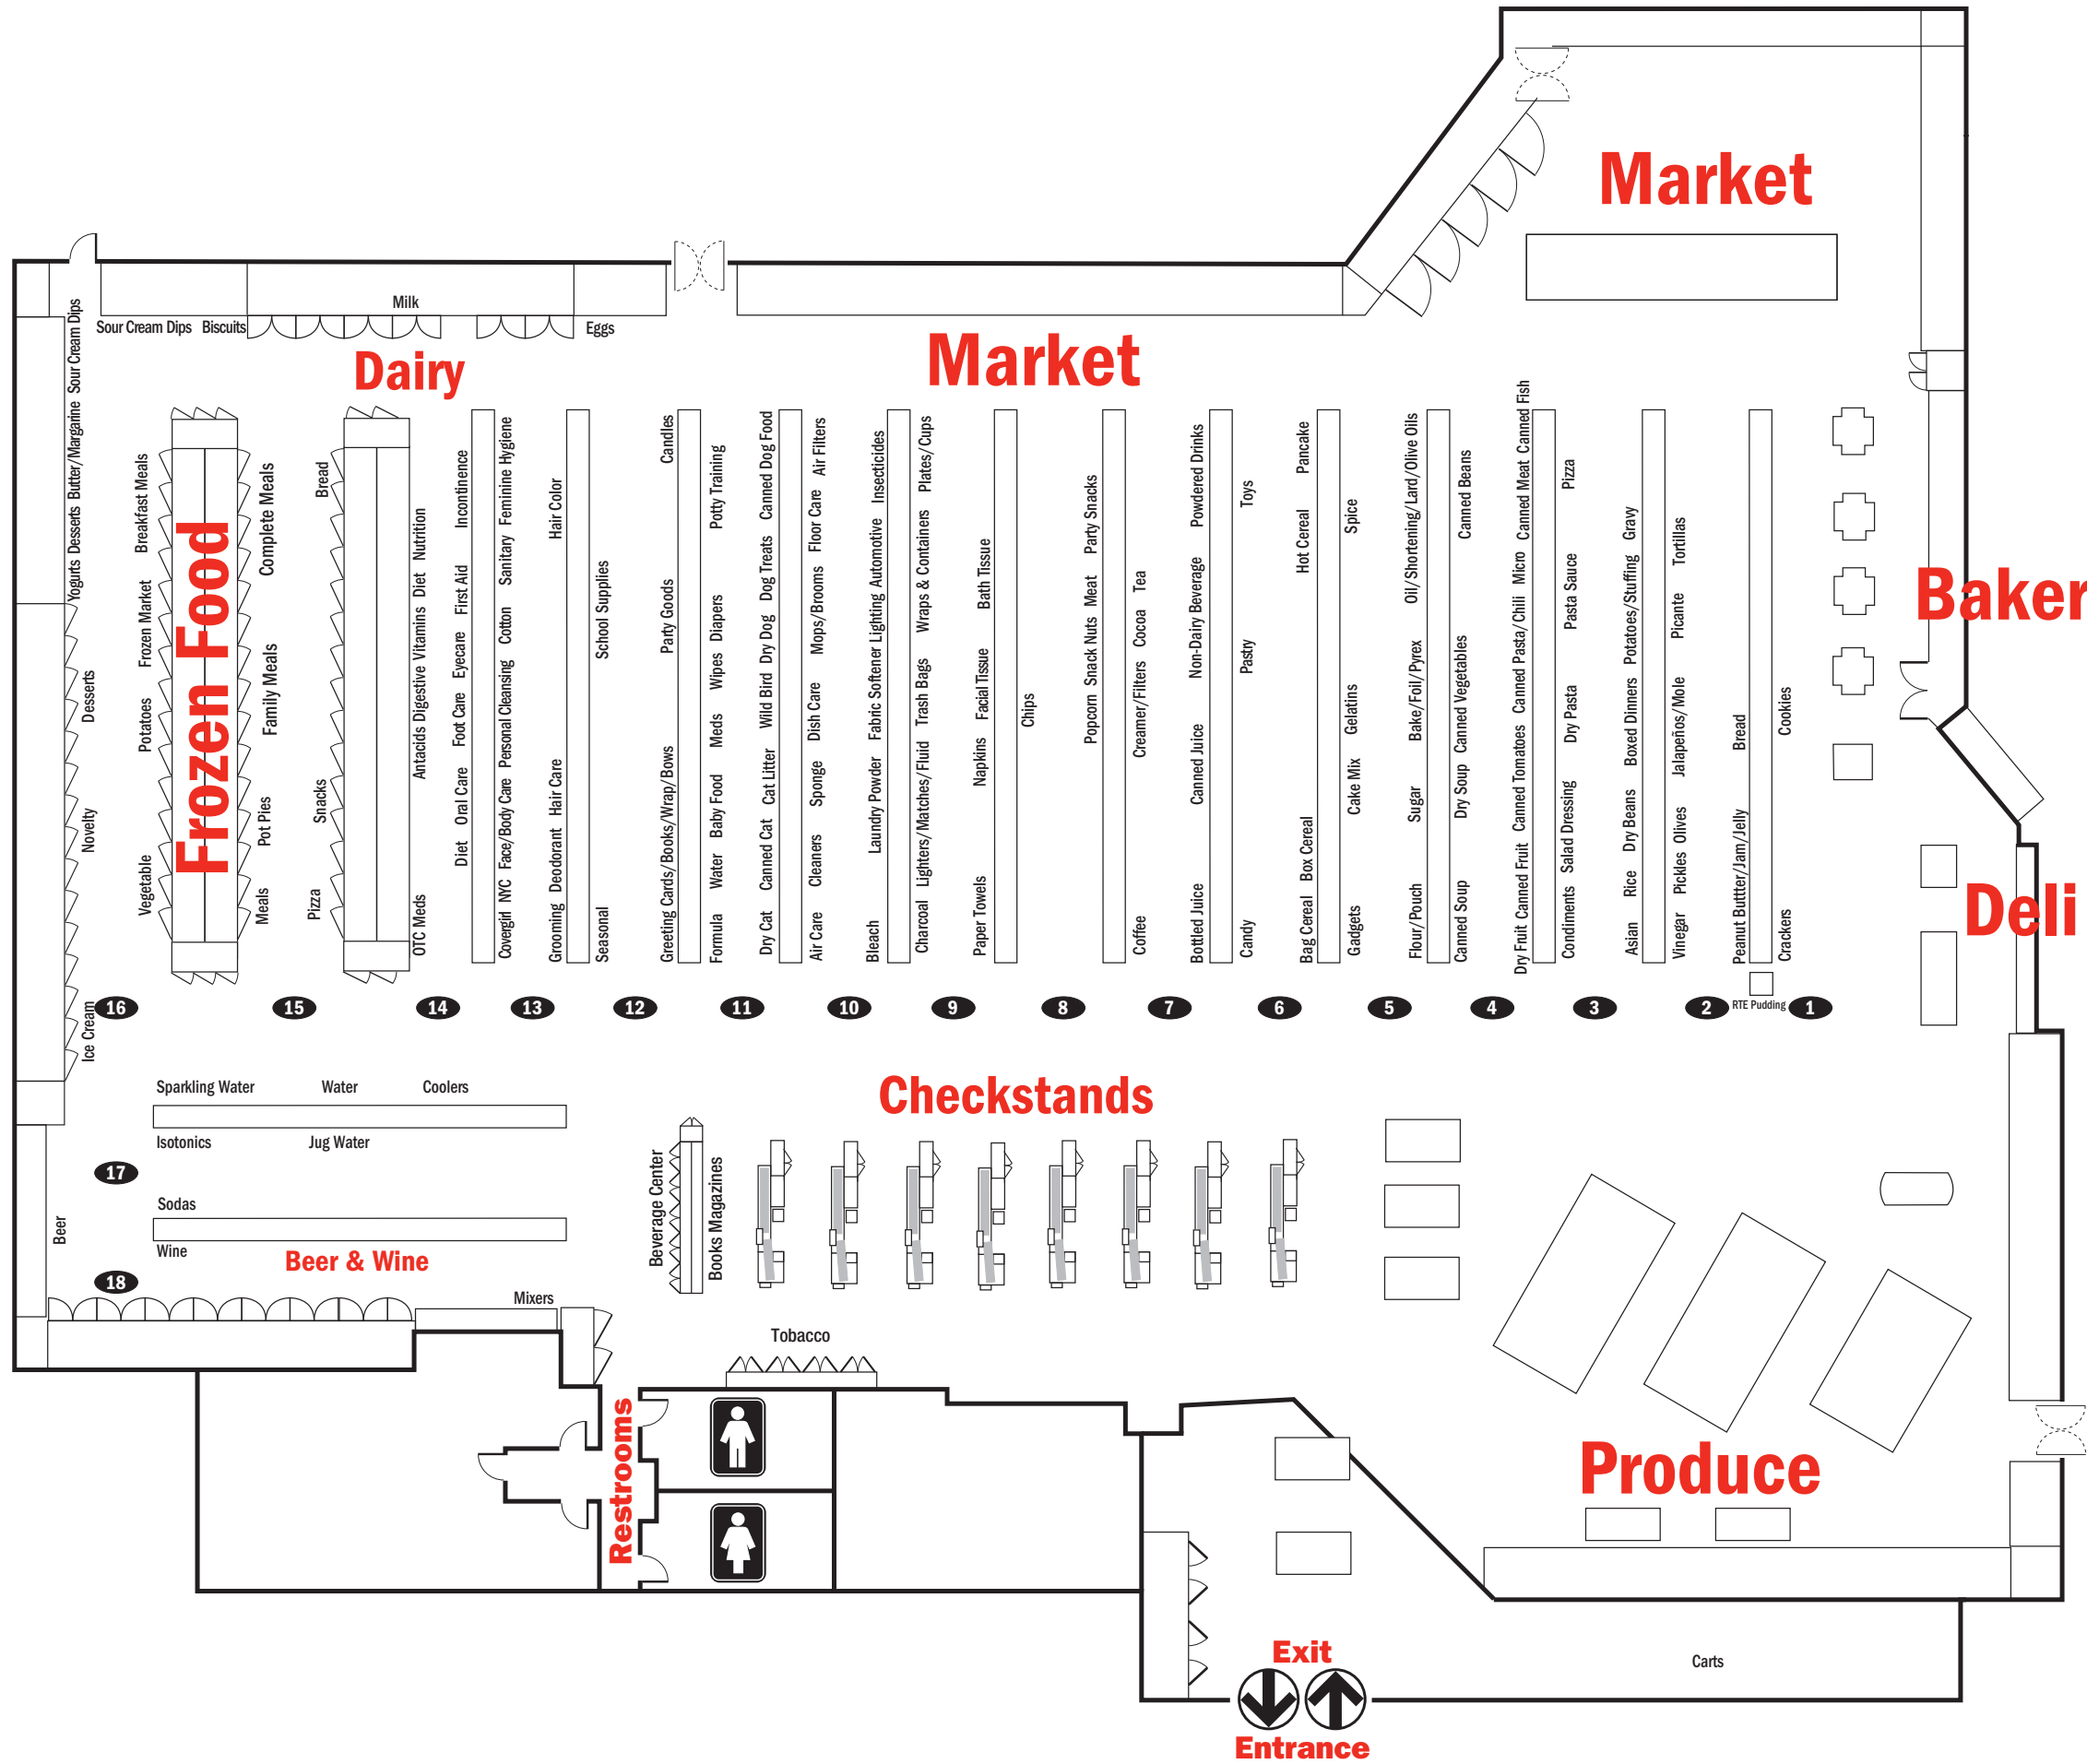 Market
Milk
Sour Cream Dips Biscuits
Eggs
Dairy
Market
Yogurts Desserts Butter/Margarine Sour Cream Dips
Desserts
Novelty
Ice Cream
Breakfast Meals
Frozen Market
Potatoes
Vegetable
Frozen Food
Complete Meals
Family Meals
Pot Pies
Meals
Bread
Snacks
Pizza
OTC Meds Antacids Digestive Vitamins Diet Nutrition
Diet Oral Care Foot Care Eyecare First Aid Incontinence
Covergirl NYC Face/Body Care Personal Cleansing Cotton Sanitary Feminine Hygiene
Grooming Deodorant Hair Care Hair Color
Seasonal School Supplies
Greeting Cards/Books/Wrap/Bows Party Goods Candles
Formula Water Baby Food Meds Wipes Diapers Potty Training
Dry Cat Canned Cat Cat Litter Wild Bird Dry Dog Dog Treats Canned Dog Food
Air Care Cleaners Sponge Dish Care Mops/Brooms Floor Care Air Filters
Bleach Laundry Powder Fabric Softener Lighting Automotive Insecticides
Charcoal Lighters/Matches/Fluid Trash Bags Wraps & Containers Plates/Cups
Paper Towels Napkins Facial Tissue Bath Tissue
Chips
Popcorn Snack Nuts Meat Party Snacks
Coffee Creamer/Filters Cocoa Tea
Bottled Juice Canned Juice Non-Dairy Beverage Powdered Drinks
Candy Pastry Toys
Bag Cereal Box Cereal Hot Cereal Pancake
Gadgets Cake Mix Gelatins Spice
Flour/Pouch Sugar Bake/Foil/Pyrex Oil/Shortening/Lard/Olive Oils
Canned Soup Dry Soup Canned Vegetables Canned Beans
Dry Fruit Canned Fruit Canned Tomatoes Canned Pasta/Chili Micro Canned Meat Canned Fish
Condiments Salad Dressing Dry Pasta Pasta Sauce Pizza
Asian Rice Dry Beans Boxed Dinners Potatoes/Stuffing Gravy
Vinegar Pickles Olives Jalapeños/Mole Picante Tortillas
Peanut Buttter/Jam/Jelly Bread
Crackers Cookies
Baker
Deli
16 15 14 13 12 11 10 9 8 7 6 5 4 3 2 RTE Pudding 1
Sparkling Water Water Coolers
Isotonics Jug Water
17
Sodas
Wine
Beer & Wine
Beer
18
Mixers
Checkstands
Beverage Center
Books Magazines
Tobacco
Restrooms
Produce
Carts
Exit
Entrance